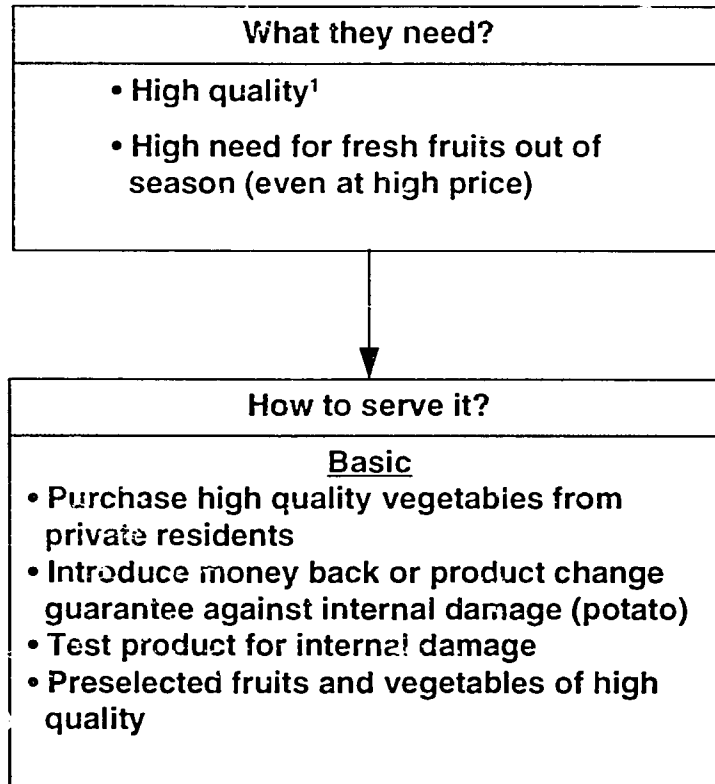 What they need?
• High quality¹
• High need for fresh fruits out of
season (even at high price)
How to serve it?
Basic
• Purchase high quality vegetables from
private residents
• Introduce money back or product change
guarantee against internal damage (potato)
• Test product for internal damage
• Preselected fruits and vegetables of high
quality